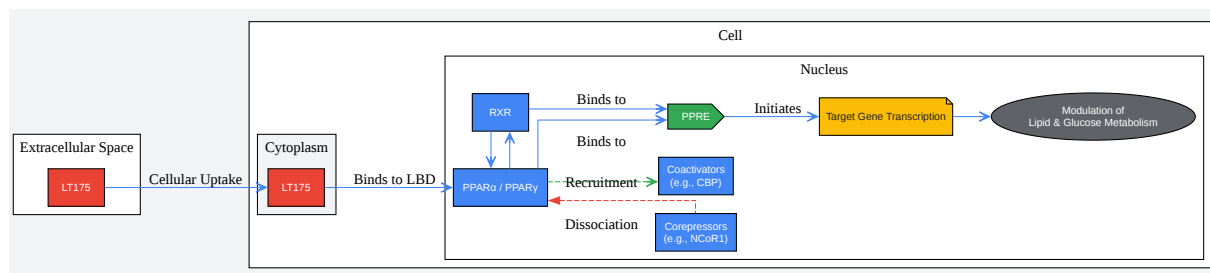 Cell
Nucleus
Extracellular Space
LT175
Cellular Uptake
Cytoplasm
LT175
Binds to LBD
RXR
PPARα / PPARγ
Binds to
Binds to
PPRE
Initiates
Target Gene Transcription
Modulation of
Lipid & Glucose Metabolism
Recruitment
Coactivators
(e.g., CBP)
Dissociation
Corepressors
(e.g., NCoR1)